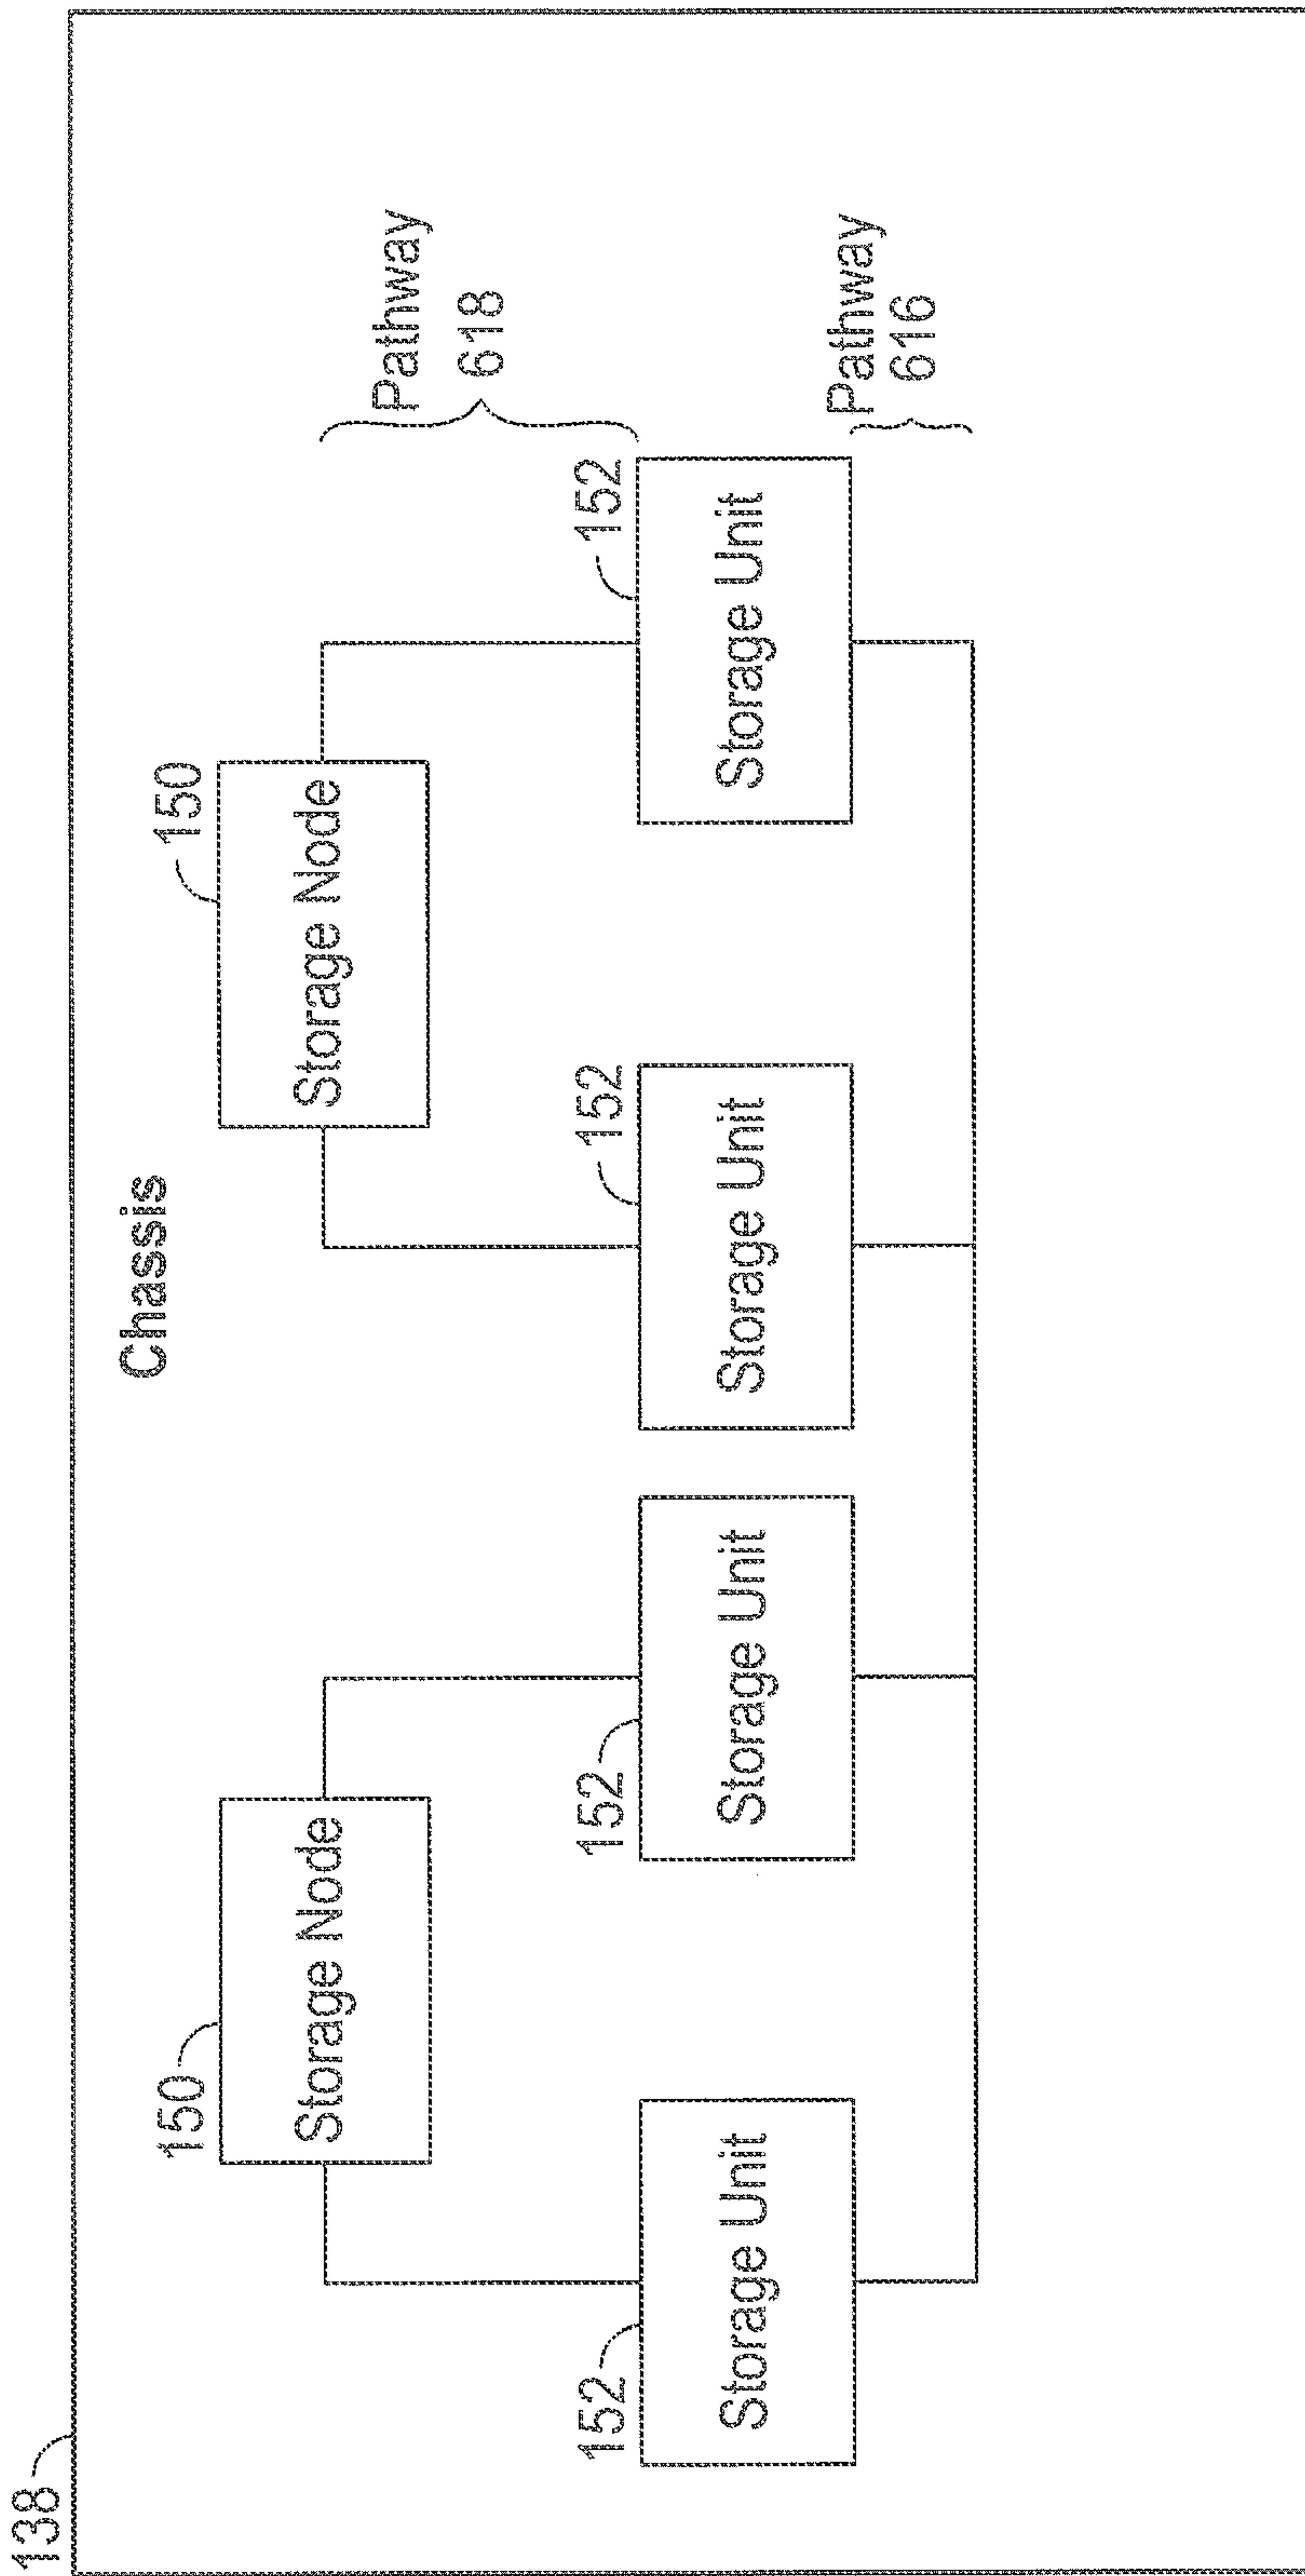 138
Chassis
150
Storage Node
150
Storage Node
Pathway
618
152
Storage Unit
152
Storage Unit
152
Storage Unit
152
Storage Unit
Pathway
616